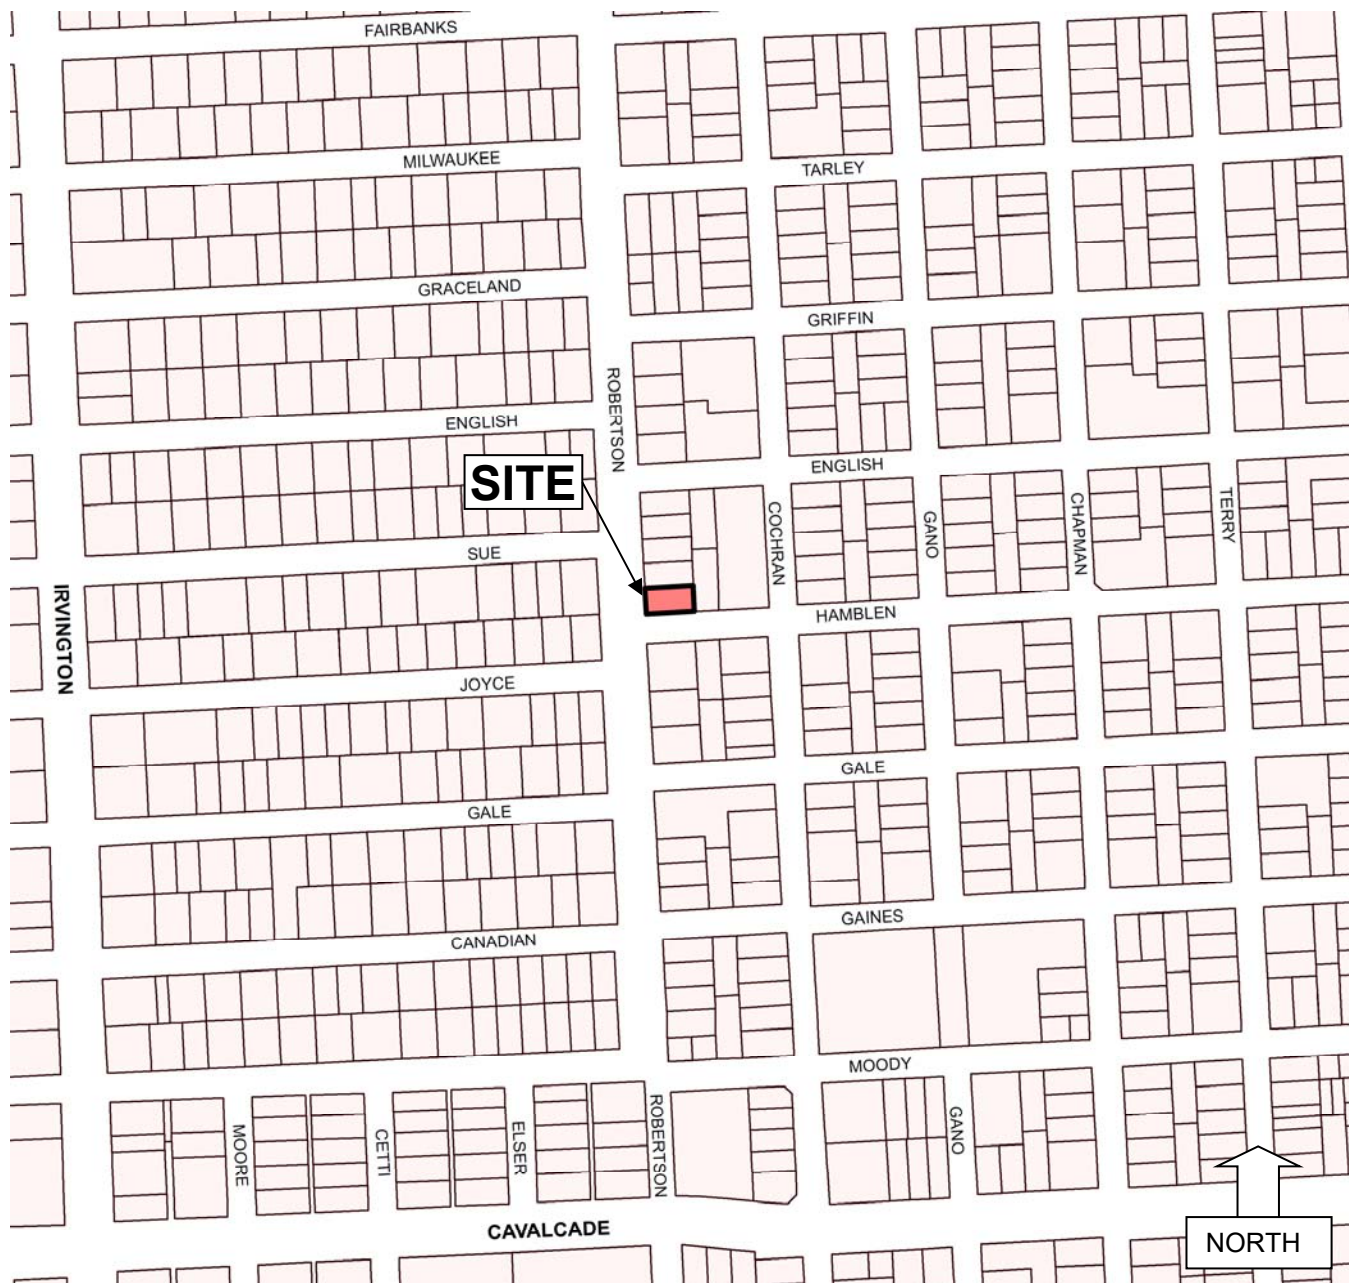 FAIRBANKS
MILWAUKEE
TARLEY
GRACELAND
GRIFFIN
ROBERTSON
ENGLISH
ENGLISH
SITE
COCHRAN
GANO
CHAPMAN
TERRY
SUE
IRVINGTON
HAMBLEN
JOYCE
GALE
GALE
GAINES
CANADIAN
MOODY
MOORE
CETTI
ELSER
ROBERTSON
GANO
CAVALCADE
NORTH